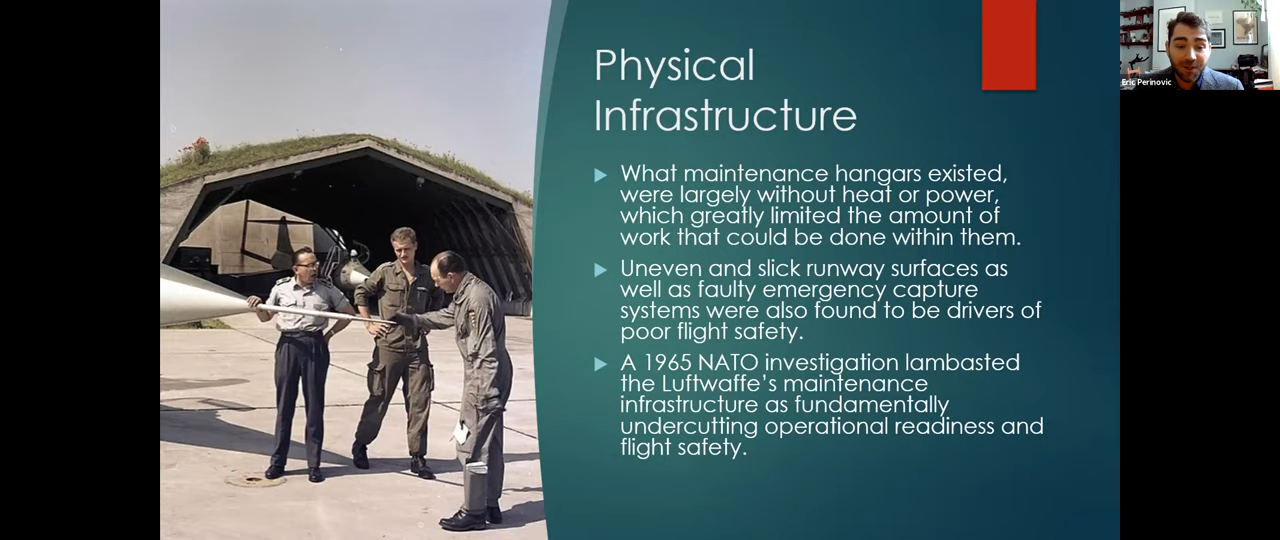 Physical
Infrastructure
What maintenance hangars existed,
were largely without heat or power,
which greatly limited the amount of
work that could be done within them.
Uneven and slick runway surfaces as
well as faulty emergency capture
systems were also found to be drivers of
poor flight safety.
A 1965 NATO investigation lambasted
the Luftwaffe’s maintenance
infrastructure as fundamentally
undercutting operational readiness and
flight safety.
Eric Perinovic